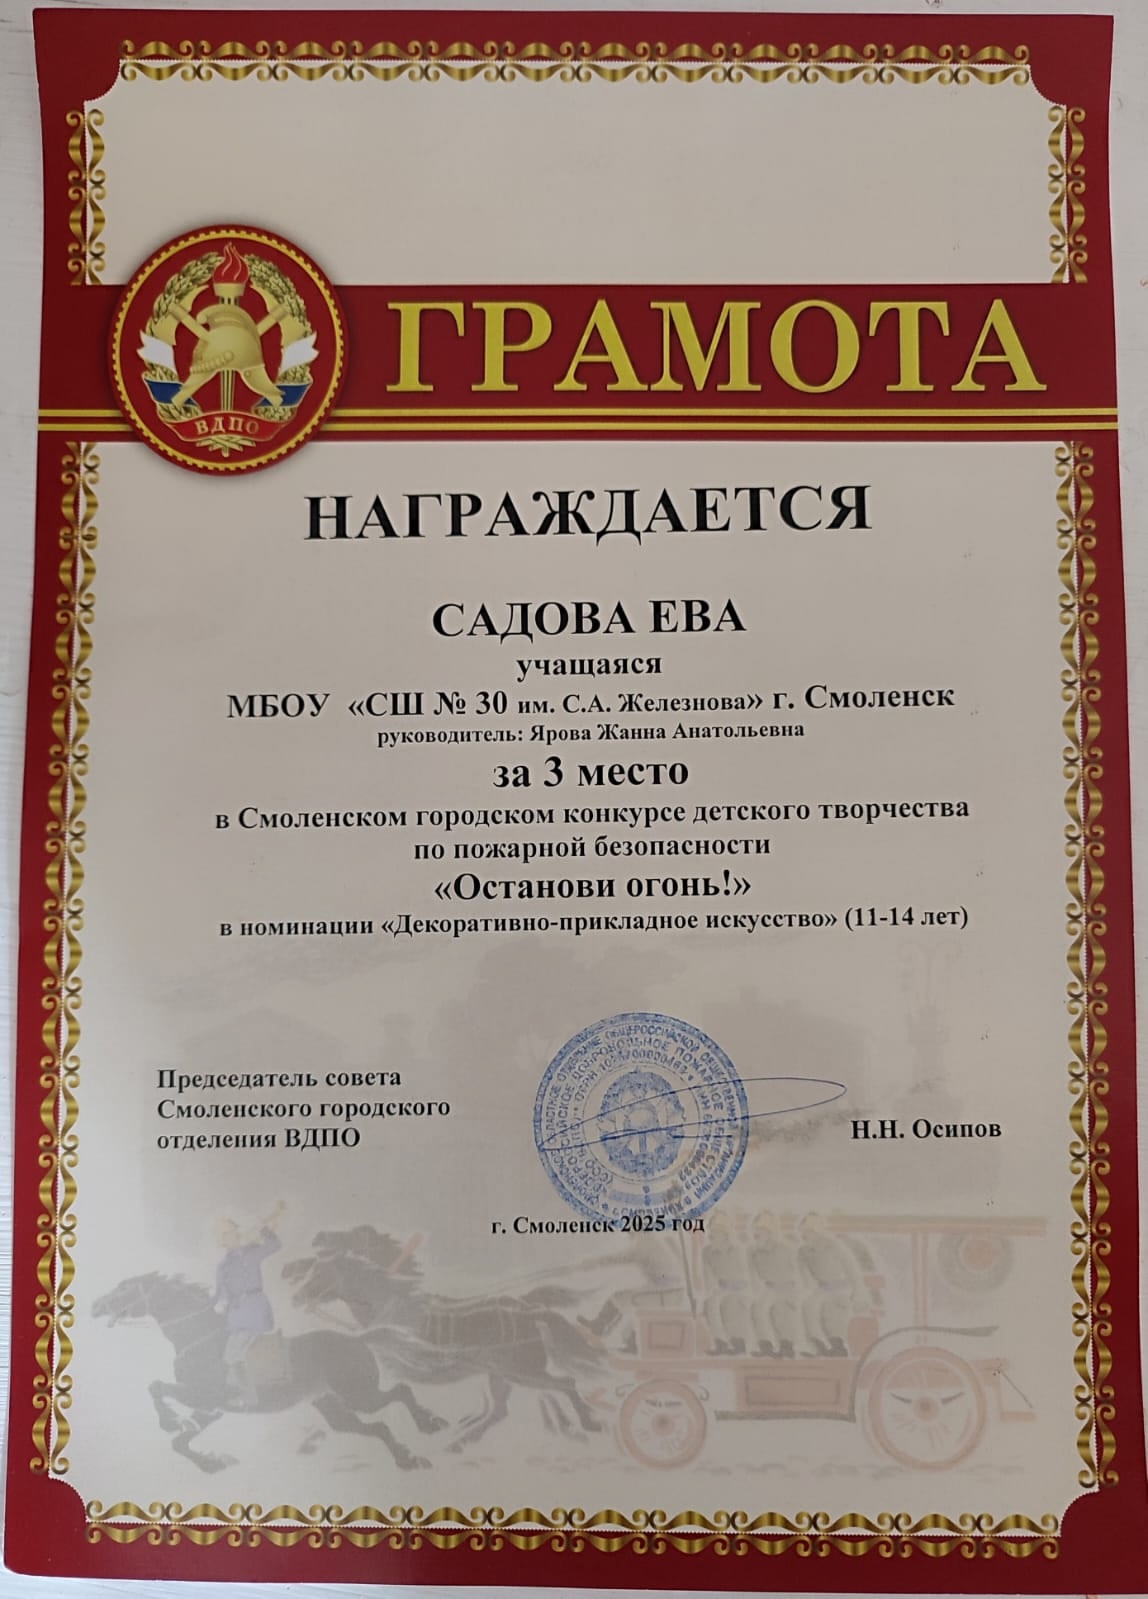 ГРАМОТА
ВДПО
НАГРАЖДАЕТСЯ
САДОВА ЕВА
учащаяся
МБОУ «СШ № 30 им. С.А. Железнова» г. Смоленск
руководитель: Ярова Жанна Анатольевна
за 3 место
в Смоленском городском конкурсе детского творчества
по пожарной безопасности
«Останови огонь!»
в номинации «Декоративно-прикладное искусство» (11-14 лет)
Председатель совета
Смоленского городского
отделения ВДПО
Н.Н. Осипов
г. Смоленск 2025 год